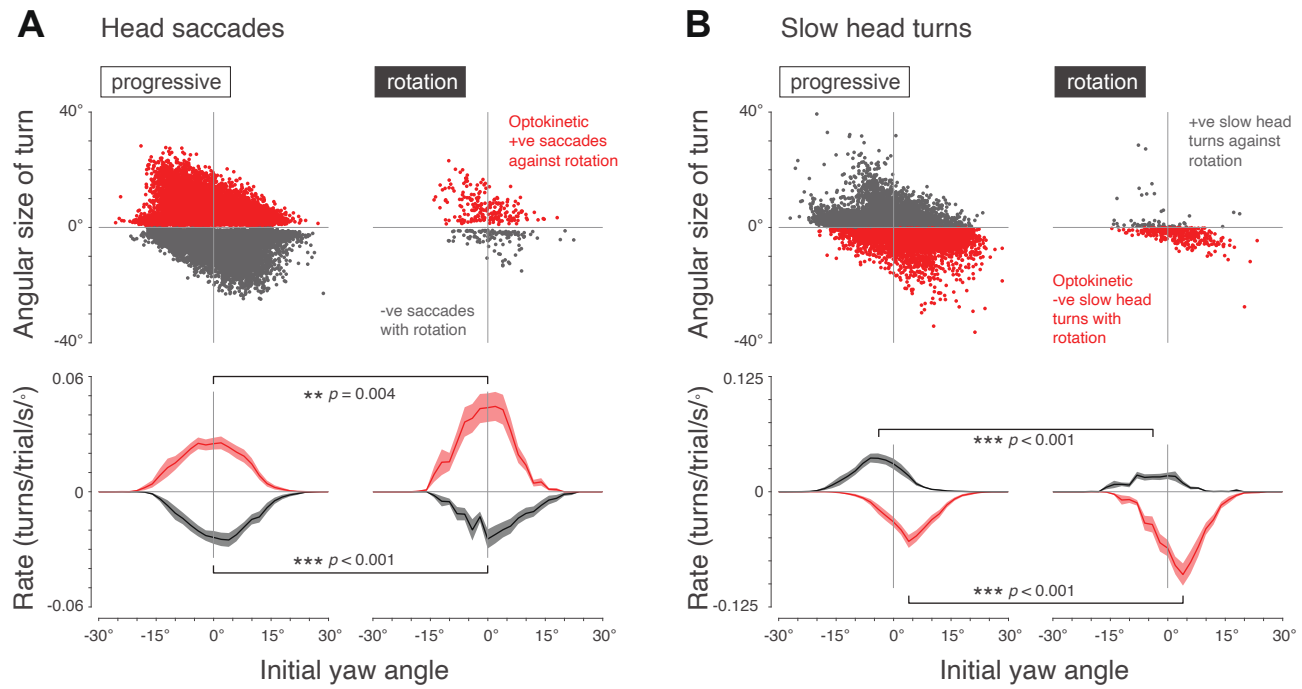 A Head saccades
progressive
rotation
Angular size of turn
40°
0°
-40°
Optokinetic
+ve saccades
against rotation
-ve saccades
with rotation
Rate (turns/trial/s/°)
0.06
0
-0.06
** p = 0.004
*** p < 0.001
-30° -15° 0° 15° 30°
-30° -15° 0° 15° 30°
Initial yaw angle
B Slow head turns
progressive
rotation
Angular size of turn
40°
0°
-40°
+ve slow head
turns against
rotation
Optokinetic
-ve slow head
turns with
rotation
Rate (turns/trial/s/°)
0.125
0
-0.125
*** p < 0.001
*** p < 0.001
-30° -15° 0° 15° 30°
-30° -15° 0° 15° 30°
Initial yaw angle